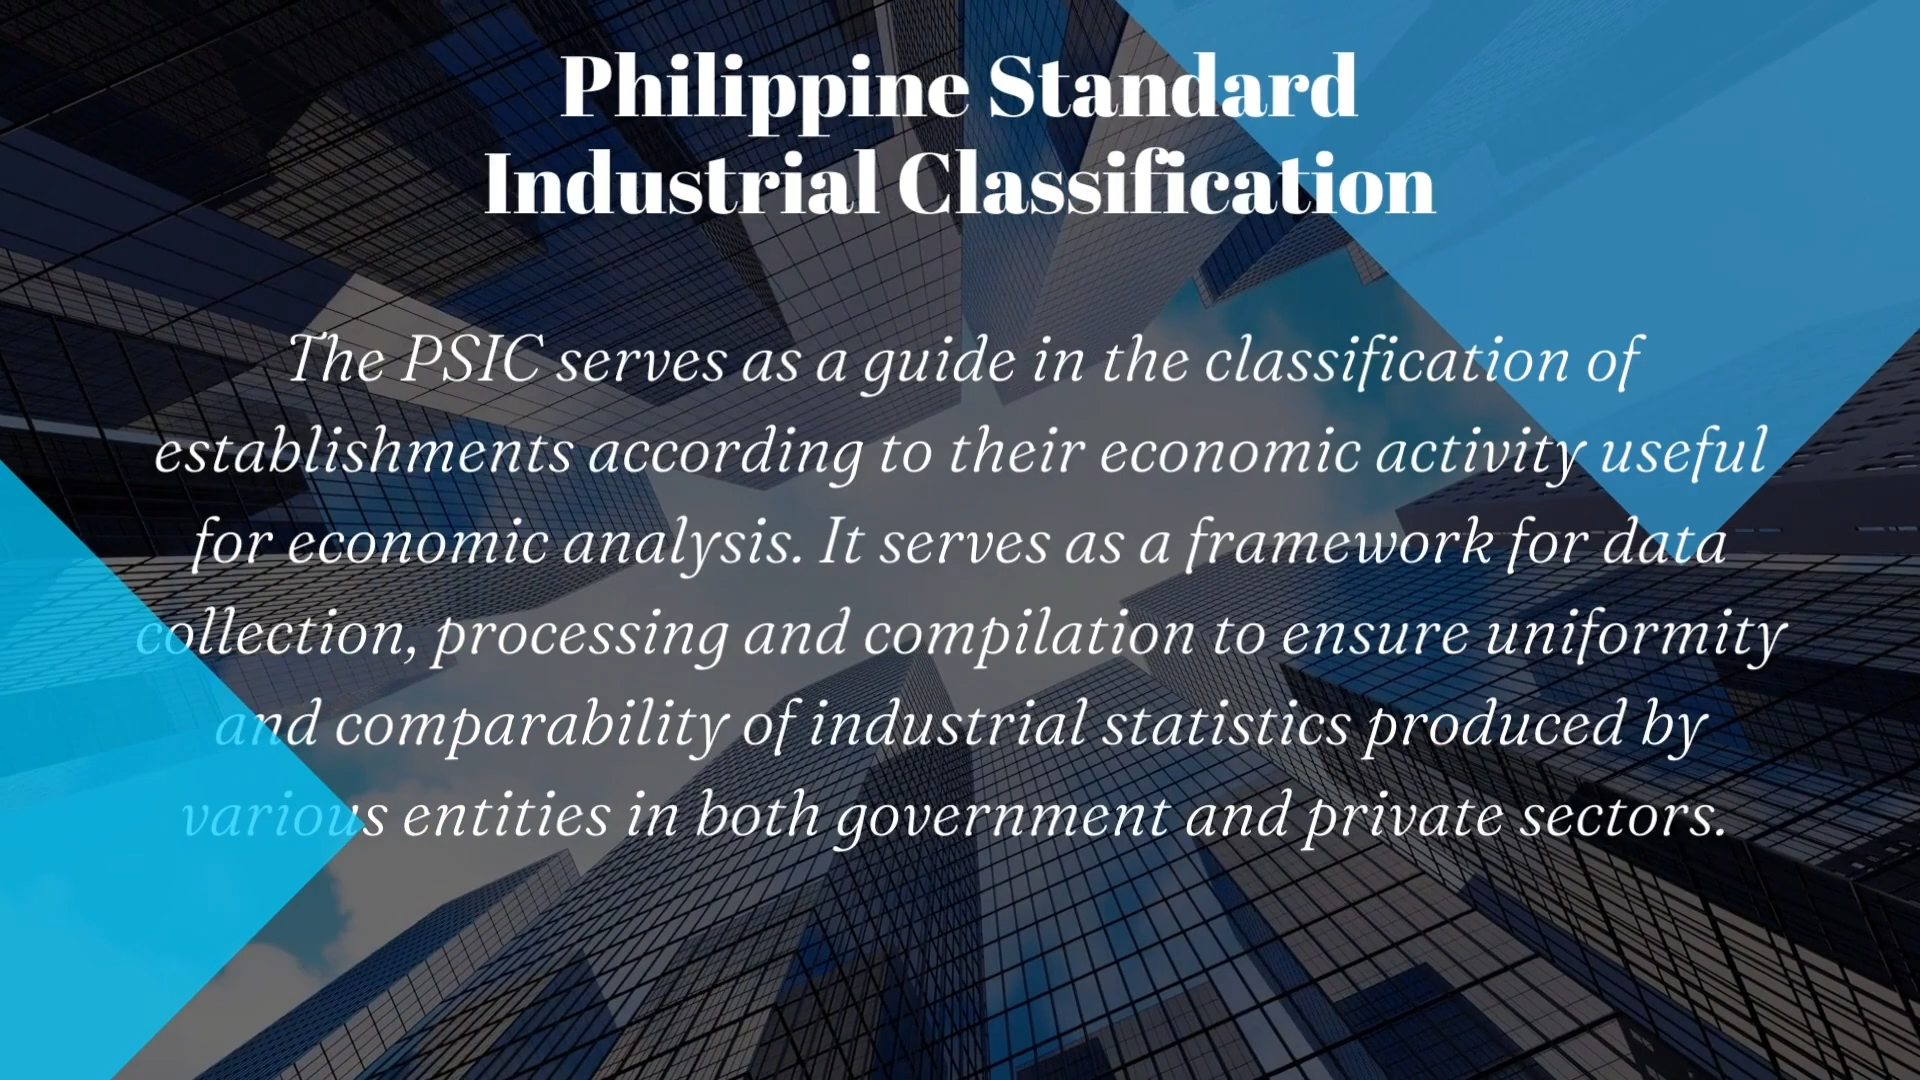 Philippine Standard
Industrial Classification
The PSIC serves as a guide in the classification of
establishments according to their economic activity useful
for economic analysis. It serves as a framework for data
collection, processing and compilation to ensure uniformity
and comparability of industrial statistics produced by
various entities in both government and private sectors.